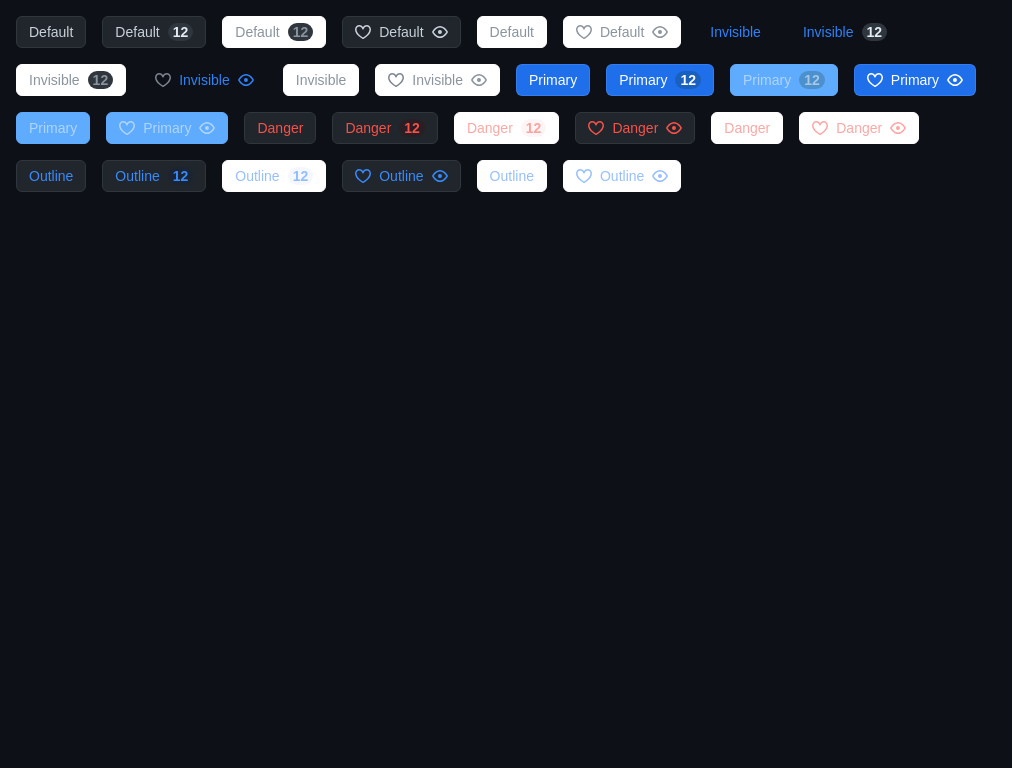 Default Default 12 Default 12 Default Default Default Invisible Invisible 12
Invisible 12 Invisible Invisible Invisible Primary Primary 12 Primary 12 Primary
Primary Primary Danger Danger 12 Danger 12 Danger Danger Danger
Outline Outline 12 Outline 12 Outline Outline Outline